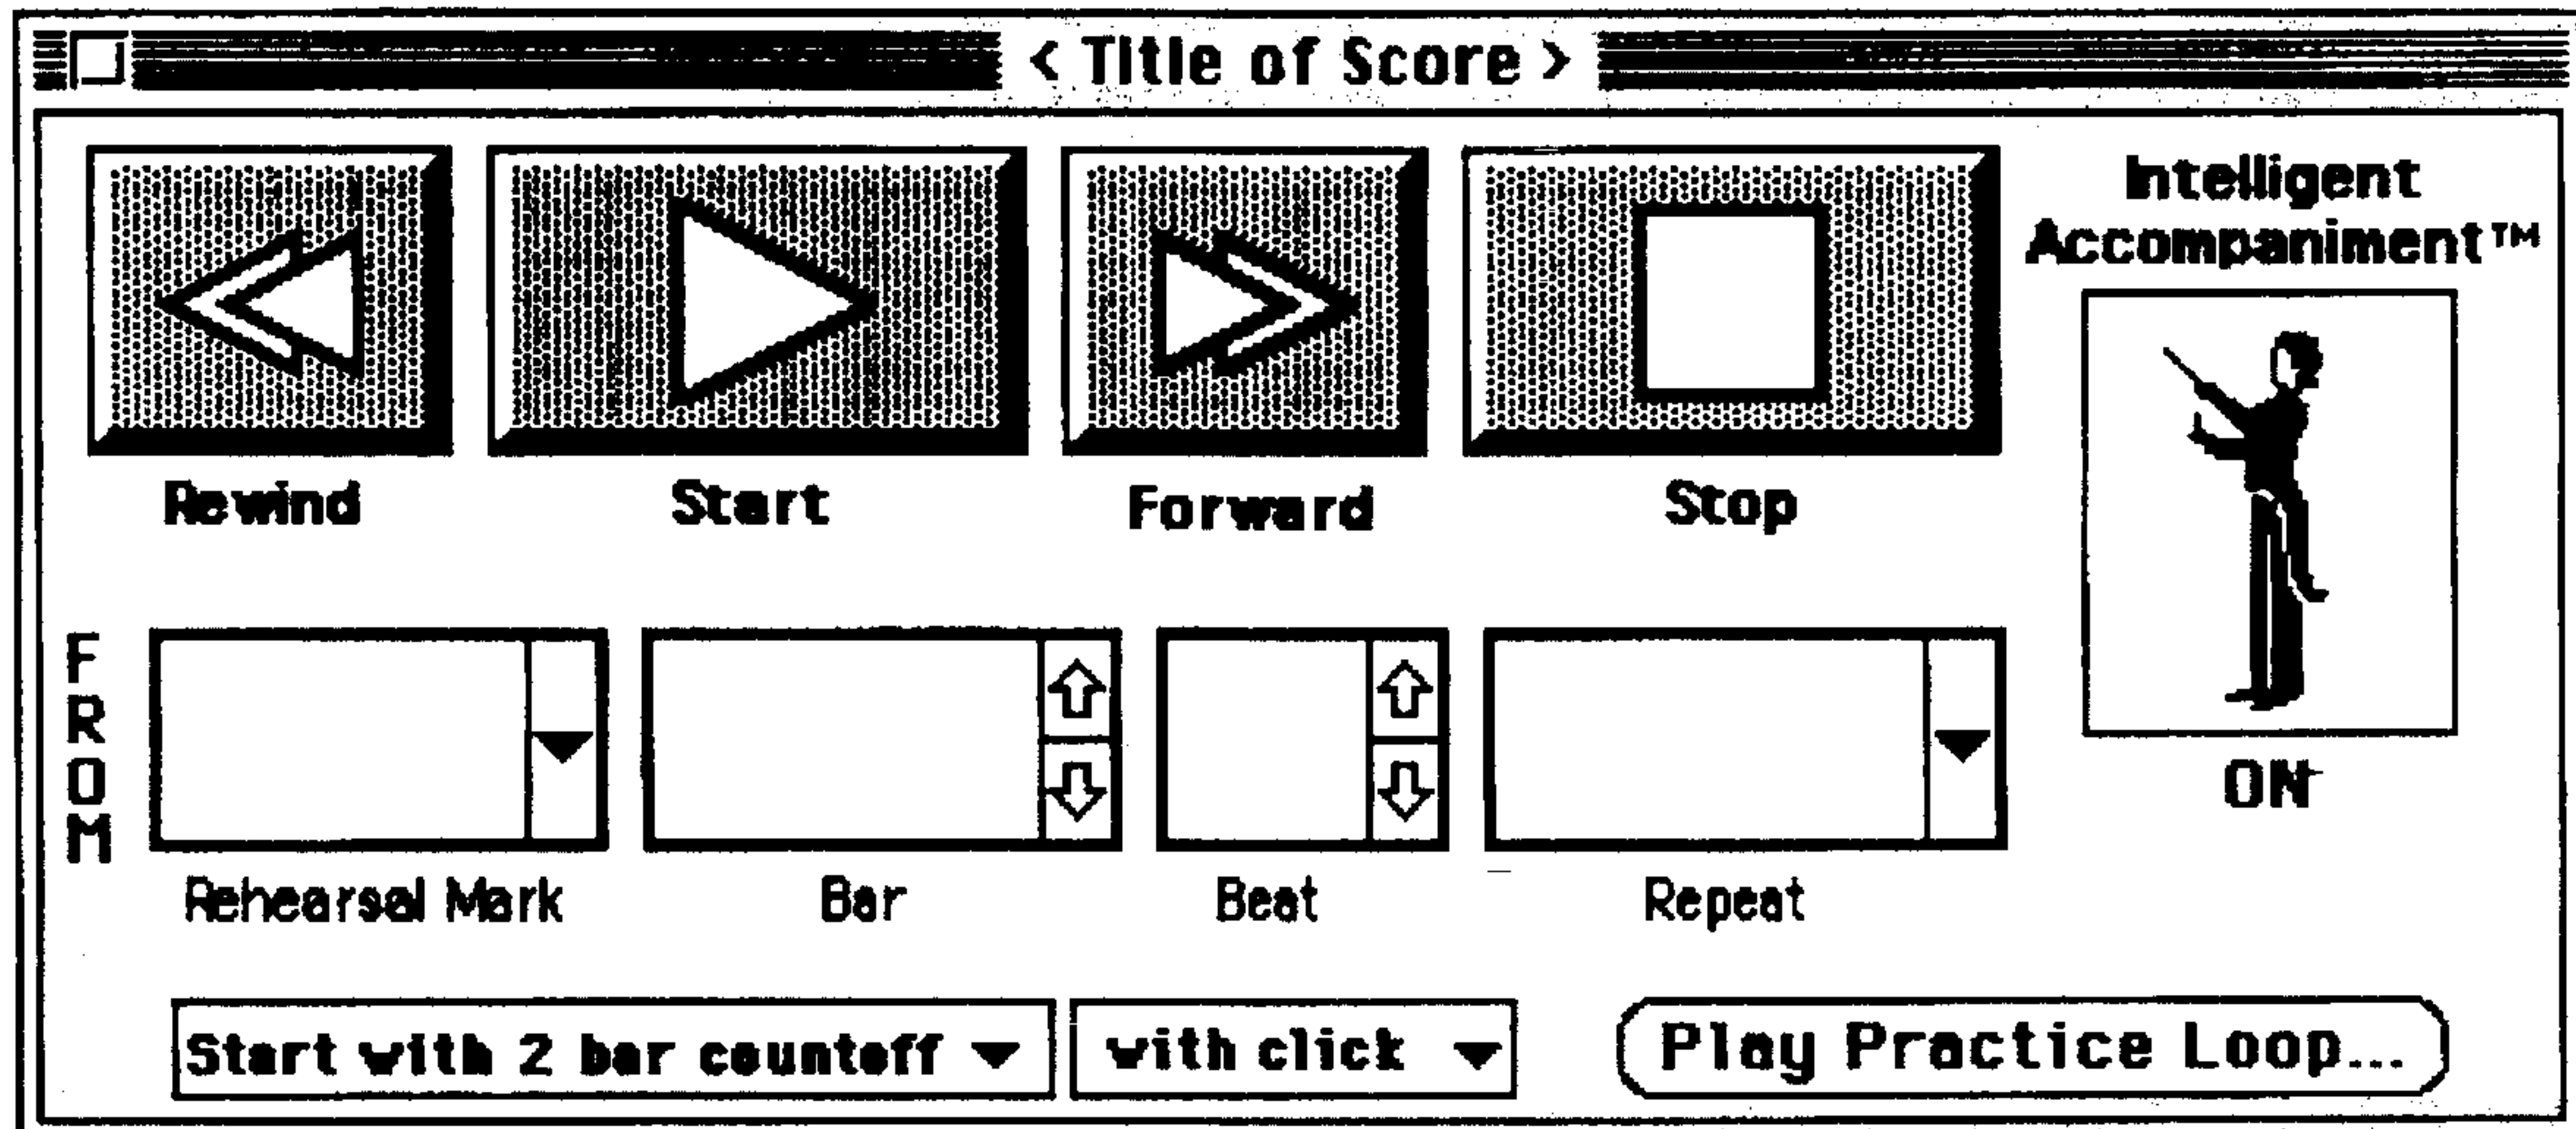 < Title of Score >
Intelligent
Accompaniment™
Rewind
Start
Forward
Stop
ON
FROM
Rehearsal Mark
Bar
Beat
Repeat
Start with 2 bar countoff
with click
Play Practice Loop...